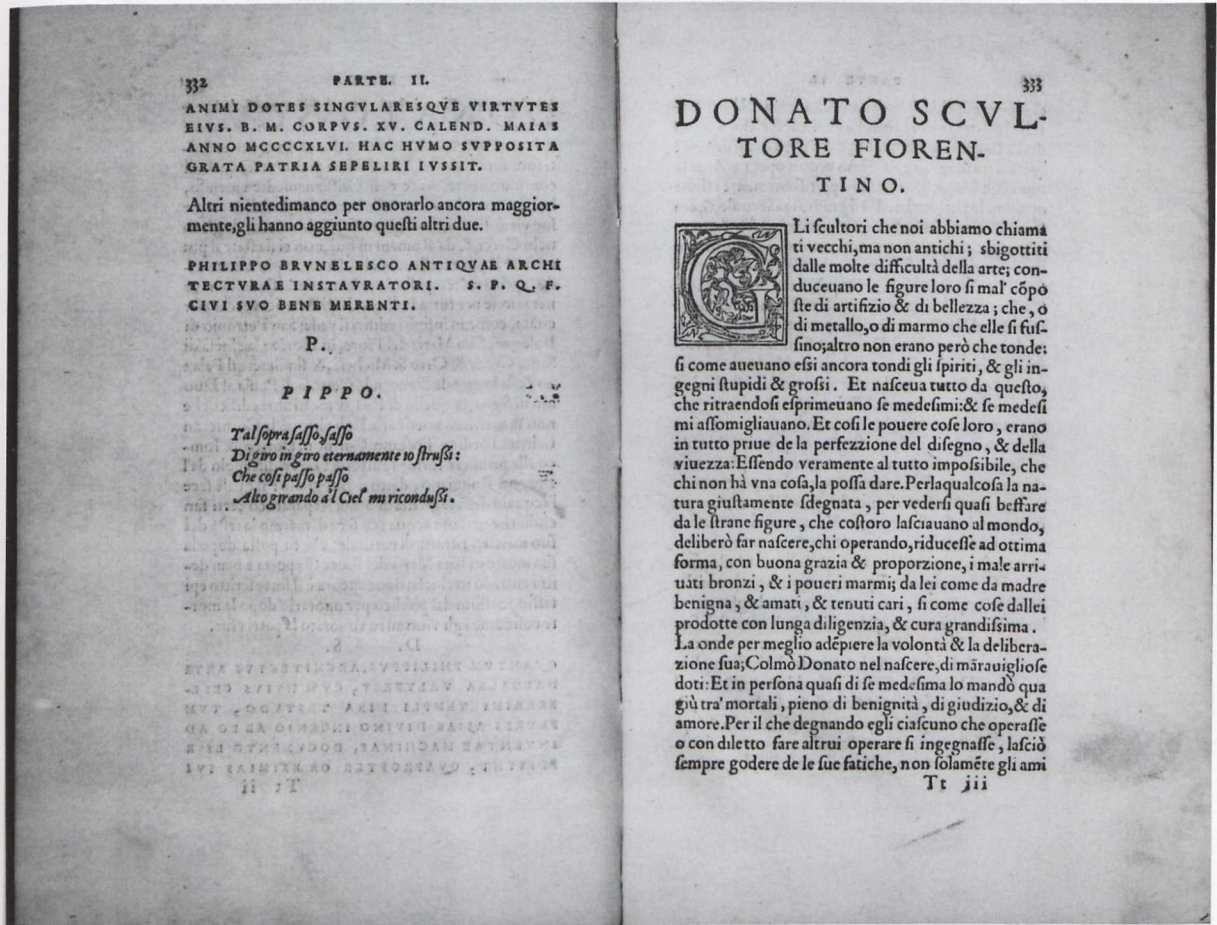 332
PARTE. II.
ANIMI DOTES SINGVLARESQVE VIRTVTES
EIVS. B. M. CORPVS. XV. CALEND. MAIAS
ANNO MCCCCXLVI. HAC HVMO SVPPOSITA
GRATA PATRIA SEPELIRI IVSSIT.
Altri nientedimanco per onorarlo ancora maggior-
mente,gli hanno aggiunto queſti altri due.
PHILIPPO BRVNELESCO ANTIQVAE ARCHI
TECTVRAE INSTAVRATORI. S. P. Q. F.
CIVI SVO BENE MERENTI.
P.
PIPPO.
Tal ſopra ſaſſo,ſaſſo
Di giro in giro eternamente io ſtruſsi:
Che coſi paſſo paſſo
Alto girando al Ciel mi riconduſsi.
333
DONATO SCVL-
TORE FIOREN-
TINO.
GLi ſcultori che noi abbiamo chiama
ti vecchi,ma non antichi; sbigottiti
dalle molte difficultà della arte; con-
duceuano le figure loro ſi mal' cõpo
ſte di artifizio & di bellezza; che, o
di metallo,o di marmo che elle ſi fuſ-
ſino;altro non erano però che tonde:
ſi come aueuano eſsi ancora tondi gli ſpiriti, & gli in-
gegni ſtupidi & groſsi. Et naſceua tutto da queſto,
che ritraendoſi eſprimeuano ſe medeſimi:& ſe medeſi
mi aſſomigliauano. Et coſi le pouere coſe loro, erano
in tutto priue de la perfezzione del diſegno, & della
viuezza: Eſſendo veramente al tutto impoſsibile, che
chi non hà vna coſa,la poſſa dare.Perlaqualcoſa la na-
tura giuſtamente ſdegnata, per vederſi quaſi beffare
da le ſtrane figure, che coſtoro laſciauano al mondo,
deliberò far naſcere,chi operando,riduceſſe ad ottima
forma, con buona grazia & proporzione, i male arri-
uati bronzi, & i poueri marmi; da lei come da madre
benigna, & amati, & tenuti cari, ſi come coſe dallei
prodotte con lunga diligenzia, & cura grandiſsima.
La onde per meglio adẽpiere la volontà & la delibera-
zione ſua;Colmò Donato nel naſcere,di marauiglioſe
doti:Et in perſona quaſi di ſe medeſima lo mandò qua
giù tra' mortali, pieno di benignità, di giudizio,& di
amore.Per il che degnando egli ciaſcuno che operaſſe
o con diletto fare altrui operare ſi ingegnaſſe, laſciò
ſempre godere de le ſue fatiche, non ſolamẽte gli ami
Tt iii